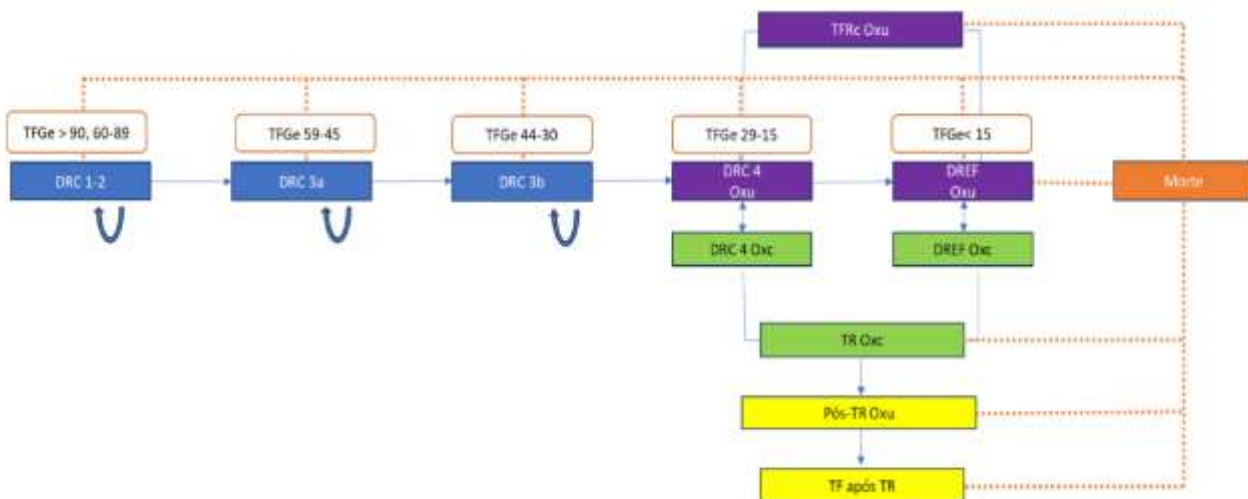 TFRc Oxu
TFGe > 90, 60-89
TFGe 59-45
TFGe 44-30
TFGe 29-15
TFGe< 15
DRC 1-2
DRC 3a
DRC 3b
DRC 4
Oxu
DREF
Oxu
Morte
DRC 4 Oxc
DREF Oxc
TR Oxc
Pós-TR Oxu
TF após TR